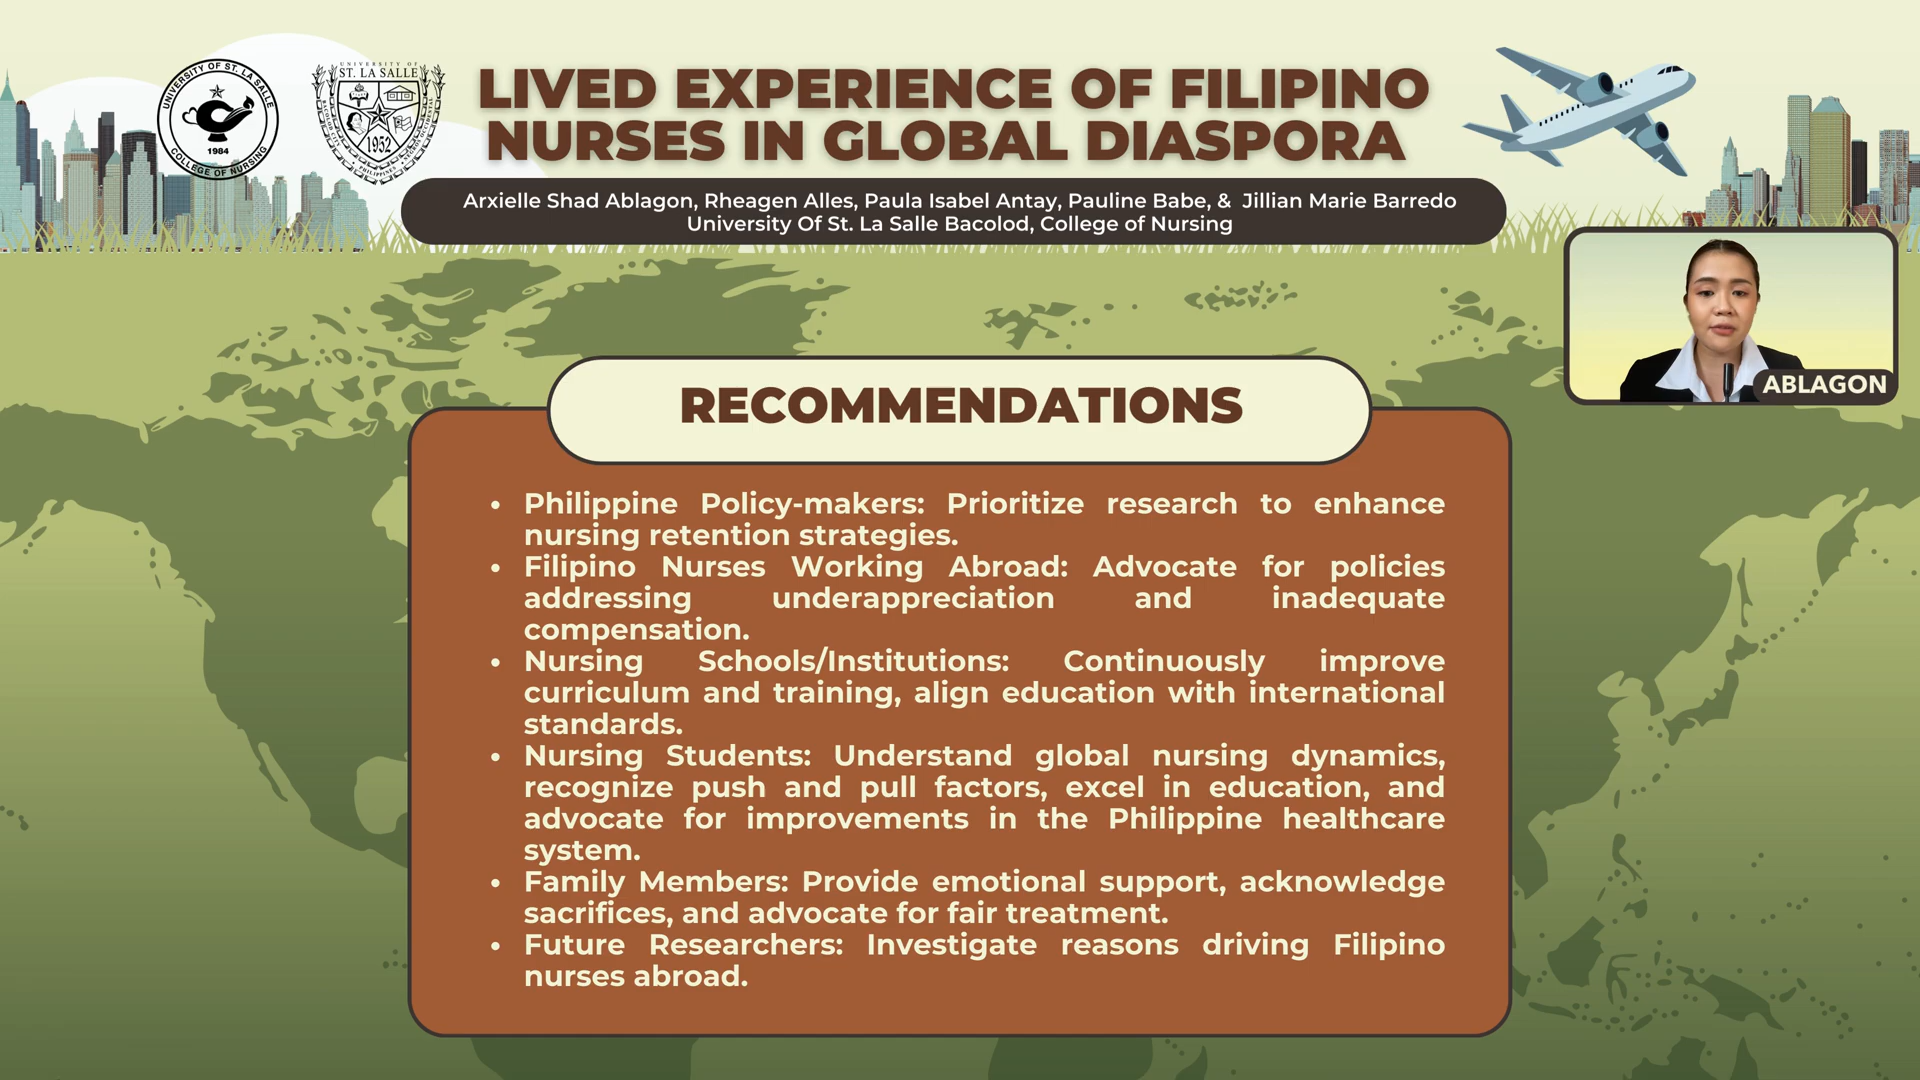 UNIVERSITY OF ST. LA SALLE
1984
COLLEGE OF NURSING
UNIVERSITY OF
ST. LA SALLE
1952
PHILIPPINES
LIVED EXPERIENCE OF FILIPINO
NURSES IN GLOBAL DIASPORA
Arxielle Shad Ablagon, Rheagen Alles, Paula Isabel Antay, Pauline Babe, & Jillian Marie Barredo
University Of St. La Salle Bacolod, College of Nursing
ABLAGON
RECOMMENDATIONS
• Philippine Policy-makers: Prioritize research to enhance
nursing retention strategies.
• Filipino Nurses Working Abroad: Advocate for policies
addressing underappreciation and inadequate
compensation.
• Nursing Schools/Institutions: Continuously improve
curriculum and training, align education with international
standards.
• Nursing Students: Understand global nursing dynamics,
recognize push and pull factors, excel in education, and
advocate for improvements in the Philippine healthcare
system.
• Family Members: Provide emotional support, acknowledge
sacrifices, and advocate for fair treatment.
• Future Researchers: Investigate reasons driving Filipino
nurses abroad.